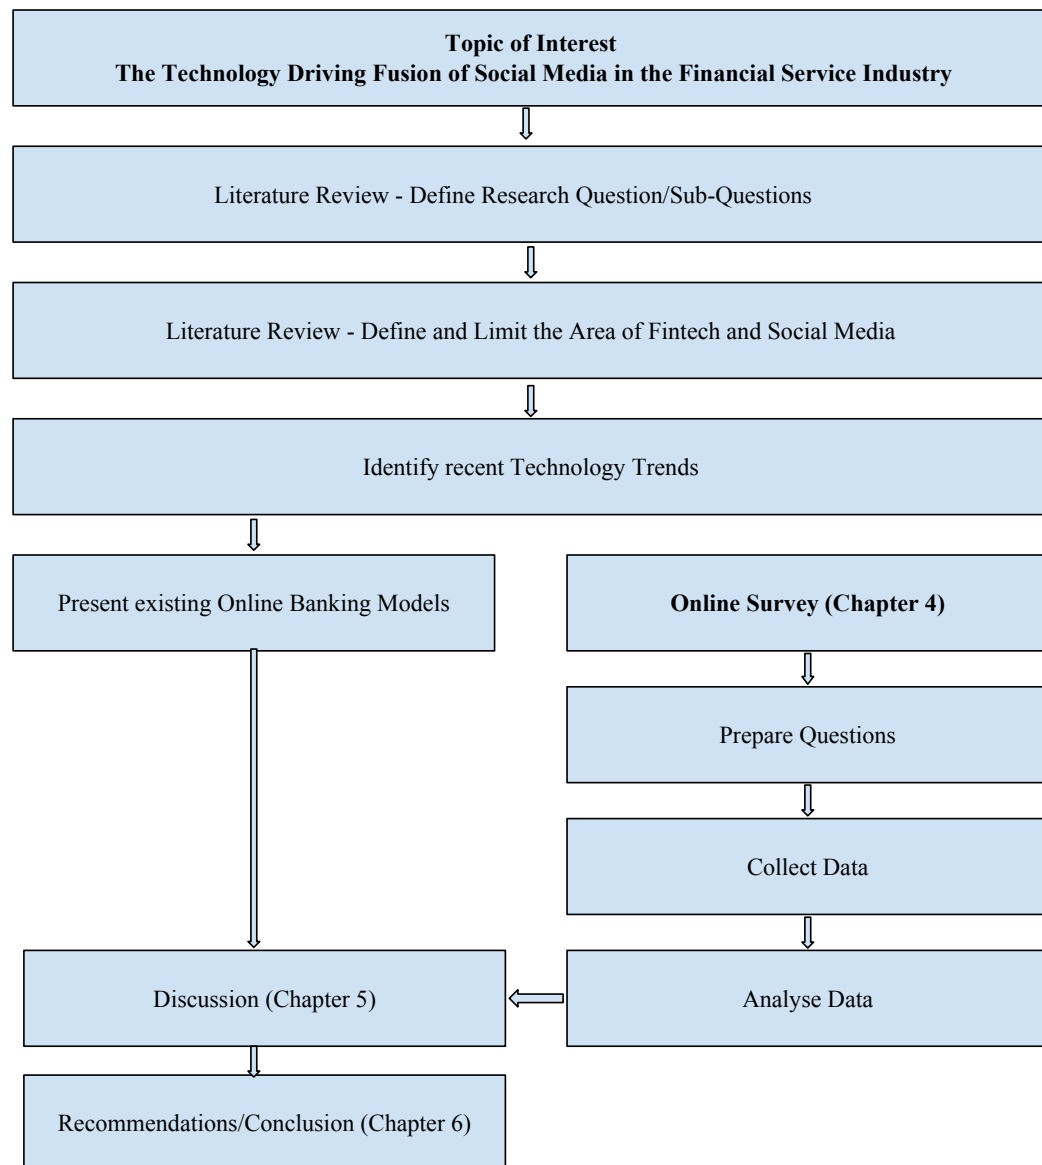 Topic of Interest
The Technology Driving Fusion of Social Media in the Financial Service Industry
Literature Review - Define Research Question/Sub-Questions
Literature Review - Define and Limit the Area of Fintech and Social Media
Identify recent Technology Trends
Present existing Online Banking Models
Online Survey (Chapter 4)
Prepare Questions
Collect Data
Discussion (Chapter 5)
Analyse Data
Recommendations/Conclusion (Chapter 6)